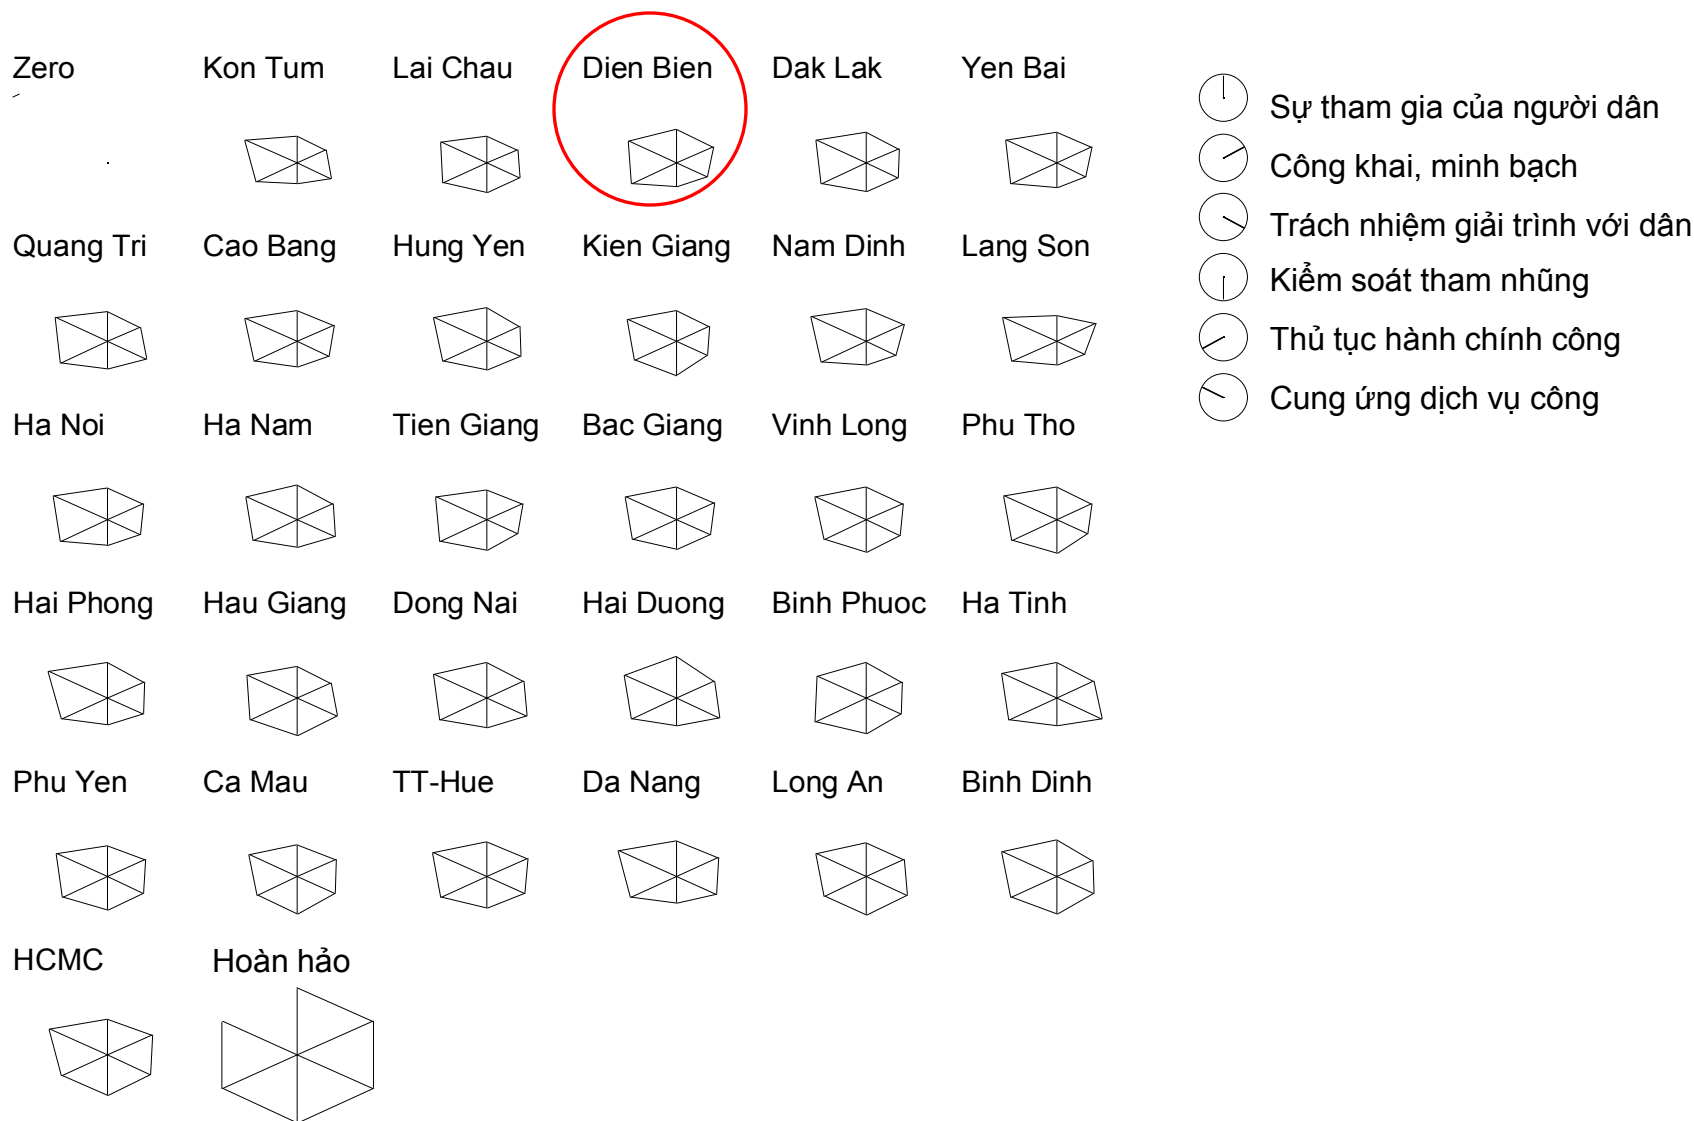 Zero
Kon Tum
Lai Chau
Dien Bien
Dak Lak
Yen Bai
Quang Tri
Cao Bang
Hung Yen
Kien Giang
Nam Dinh
Lang Son
Ha Noi
Ha Nam
Tien Giang
Bac Giang
Vinh Long
Phu Tho
Hai Phong
Hau Giang
Dong Nai
Hai Duong
Binh Phuoc
Ha Tinh
Phu Yen
Ca Mau
TT-Hue
Da Nang
Long An
Binh Dinh
HCMC
Hoàn hảo
Sự tham gia của người dân
Công khai, minh bạch
Trách nhiệm giải trình với dân
Kiểm soát tham nhũng
Thủ tục hành chính công
Cung ứng dịch vụ công